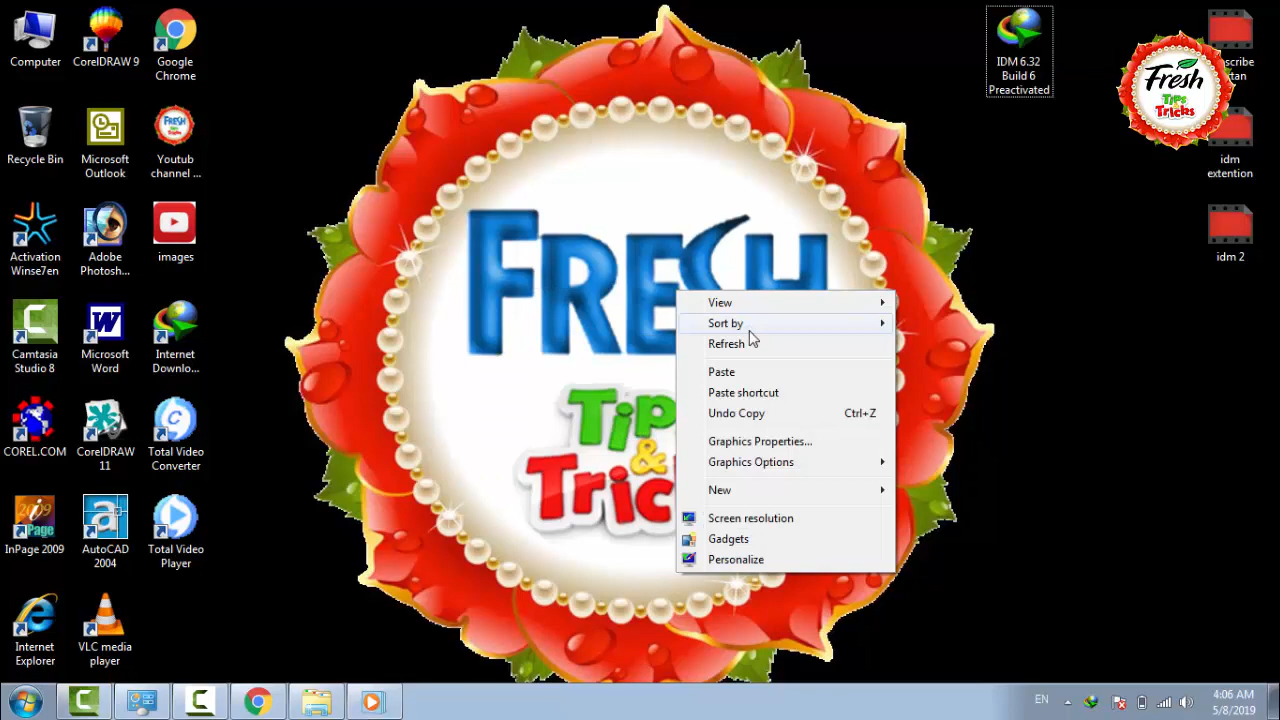 Computer
CorelDRAW 9
Google
Chrome
Recycle Bin
Microsoft
Outlook
Youtub
channel ...
Activation
Winse7en
Adobe
Photosh...
images
Camtasia
Studio 8
Microsoft
Word
Internet
Downlo...
COREL.COM
CorelDRAW
11
Total Video
Converter
2009
InPage
InPage 2009
AutoCAD
2004
Total Video
Player
Internet
Explorer
VLC media
player
FRESH
Tip
&
Tric
View
Sort by
Refresh
Paste
Paste shortcut
Undo Copy Ctrl+Z
Graphics Properties...
Graphics Options
New
Screen resolution
Gadgets
Personalize
IDM 6.32
Build 6
Preactivated
Fresh
Tips
&
Tricks
scribe
tan
idm
extention
idm 2
EN
4:06 AM
5/8/2019